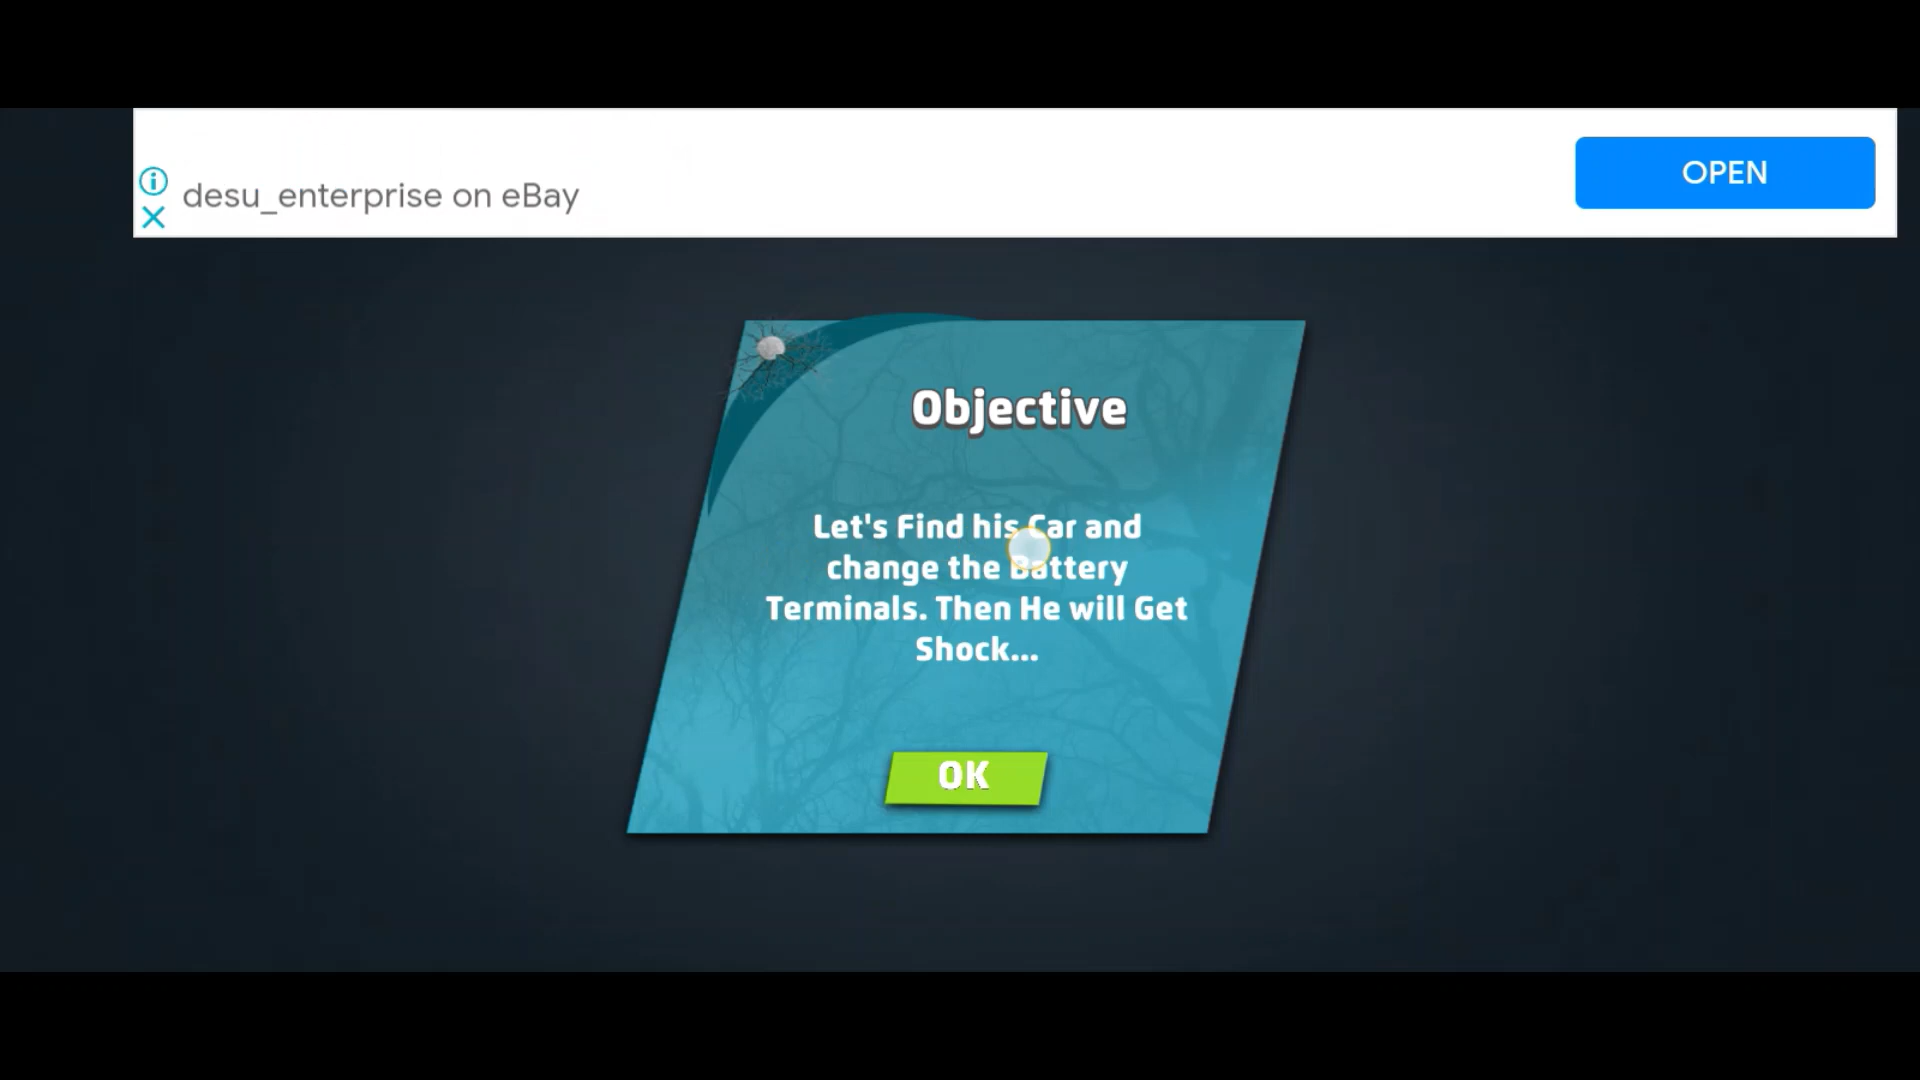 desu_enterprise on eBay
OPEN
Objective
Let's Find his Car and
change the Battery
Terminals. Then He will Get
Shock...
OK